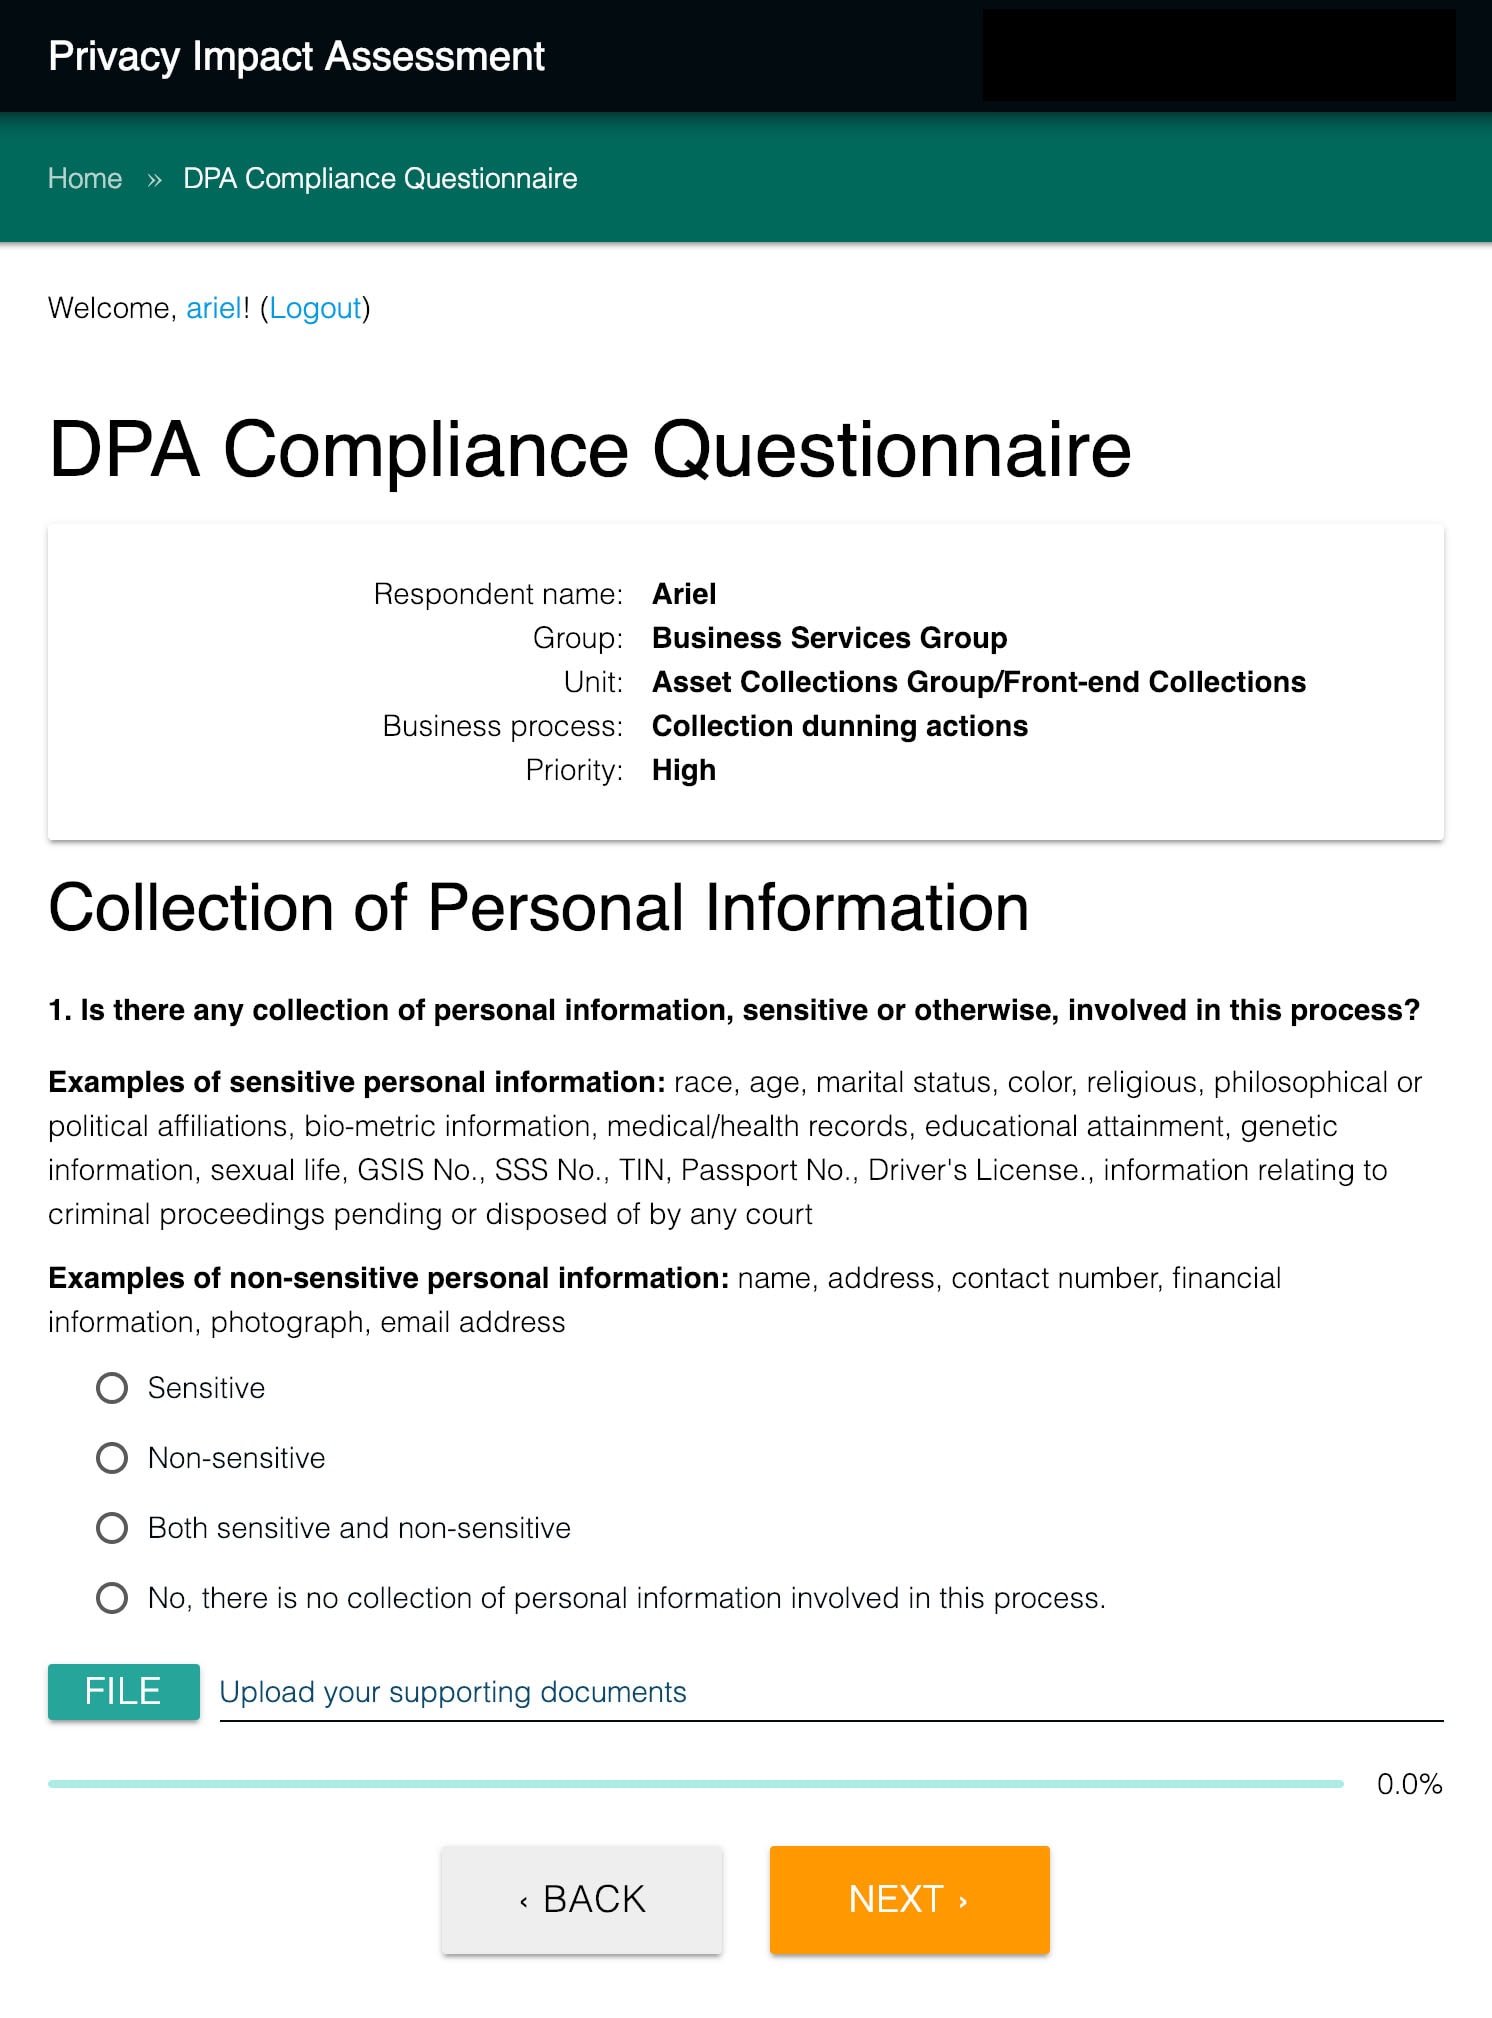 Privacy Impact Assessment
Home » DPA Compliance Questionnaire
Welcome, ariel! (Logout)
DPA Compliance Questionnaire
Respondent name: Ariel
Group: Business Services Group
Unit: Asset Collections Group/Front-end Collections
Business process: Collection dunning actions
Priority: High
Collection of Personal Information
1. Is there any collection of personal information, sensitive or otherwise, involved in this process?
Examples of sensitive personal information: race, age, marital status, color, religious, philosophical or
political affiliations, bio-metric information, medical/health records, educational attainment, genetic
information, sexual life, GSIS No., SSS No., TIN, Passport No., Driver's License., information relating to
criminal proceedings pending or disposed of by any court
Examples of non-sensitive personal information: name, address, contact number, financial
information, photograph, email address
Sensitive
Non-sensitive
Both sensitive and non-sensitive
No, there is no collection of personal information involved in this process.
FILE Upload your supporting documents
0.0%
‹ BACK NEXT ›